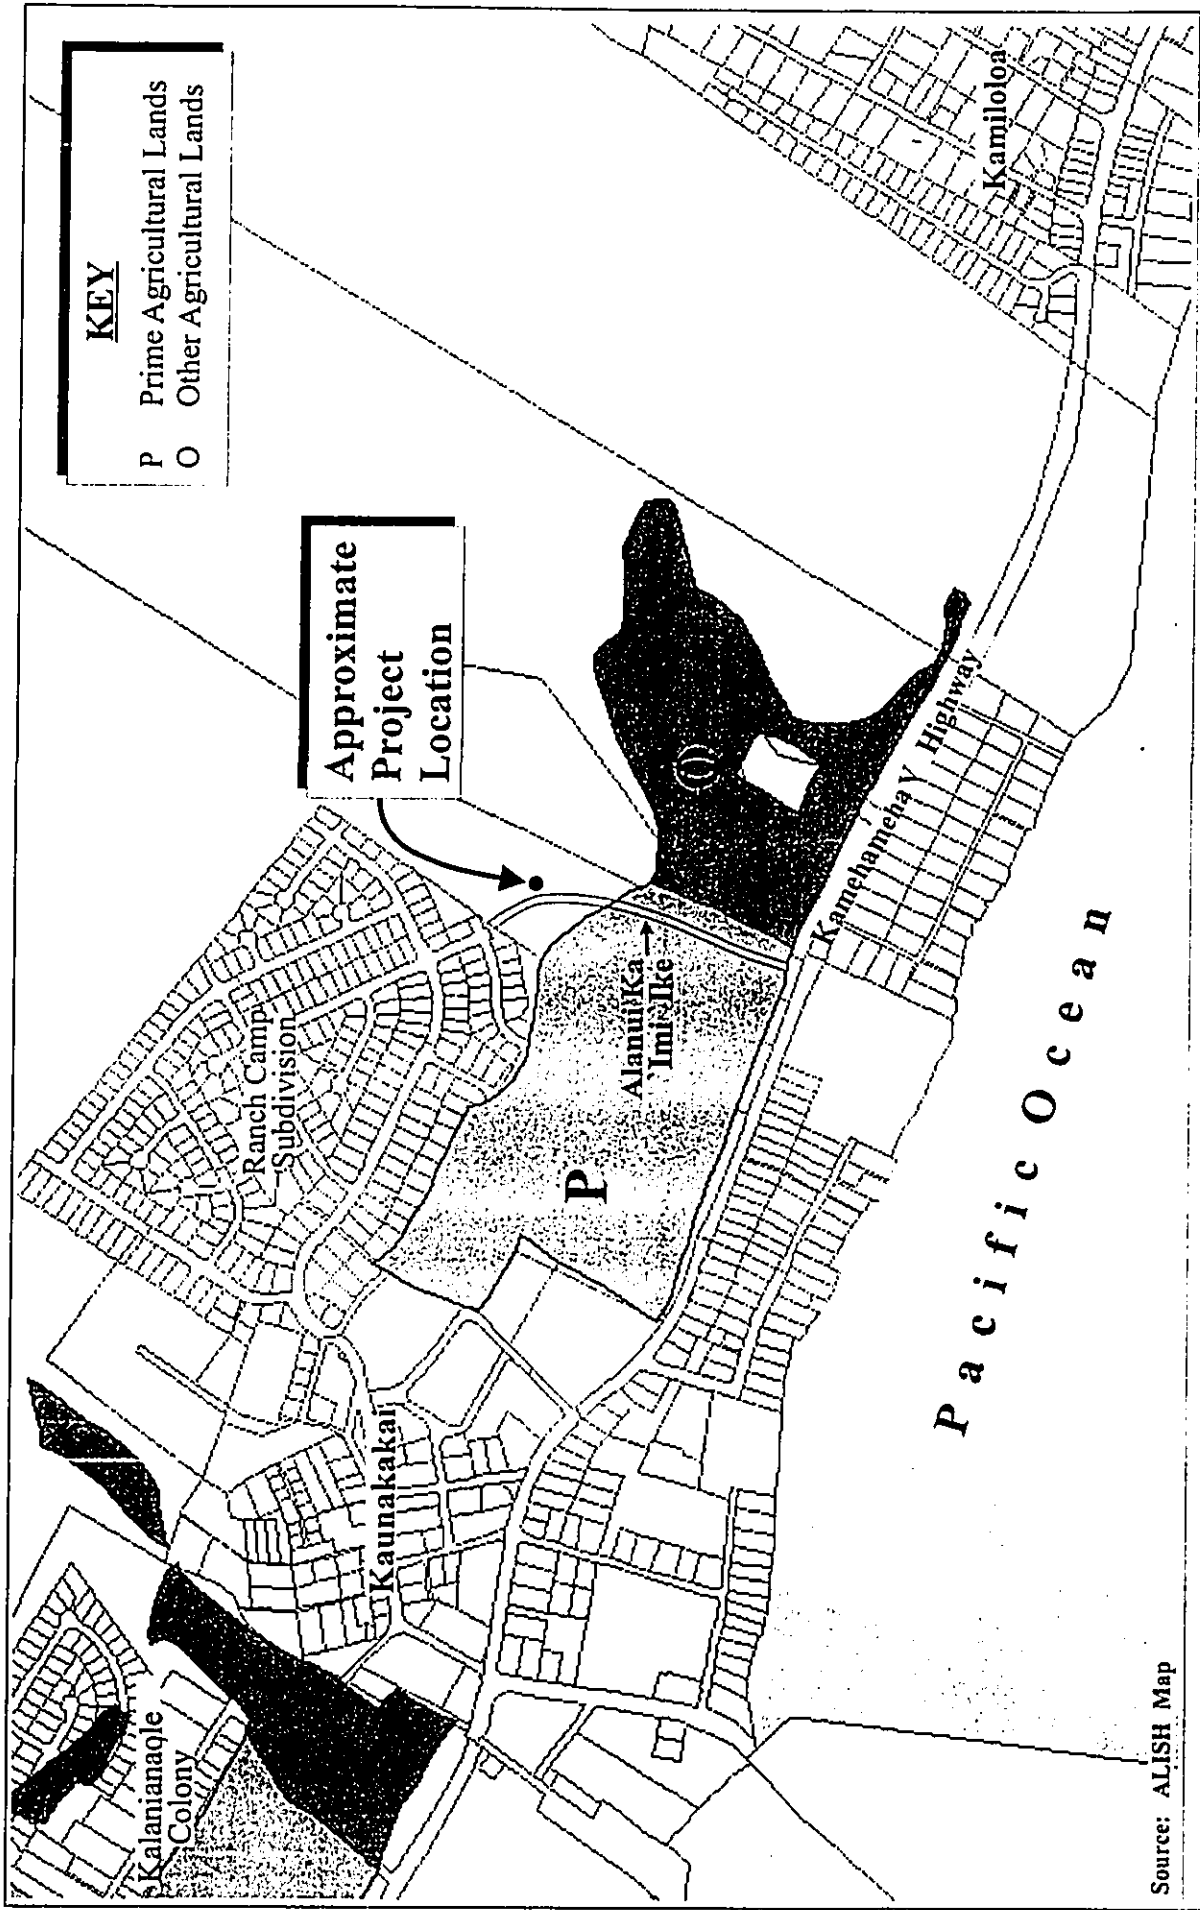 KEY
P Prime Agricultural Lands
O Other Agricultural Lands
Approximate
Project
Location
Kamiloloa
Ranch Camp
Subdivision
Kalanianaole
Colony
Kaunakakai
P
O
Alanui Ka
`Imi `Ike
Kamehameha V Highway
Pacific Ocean
Source: ALISH Map